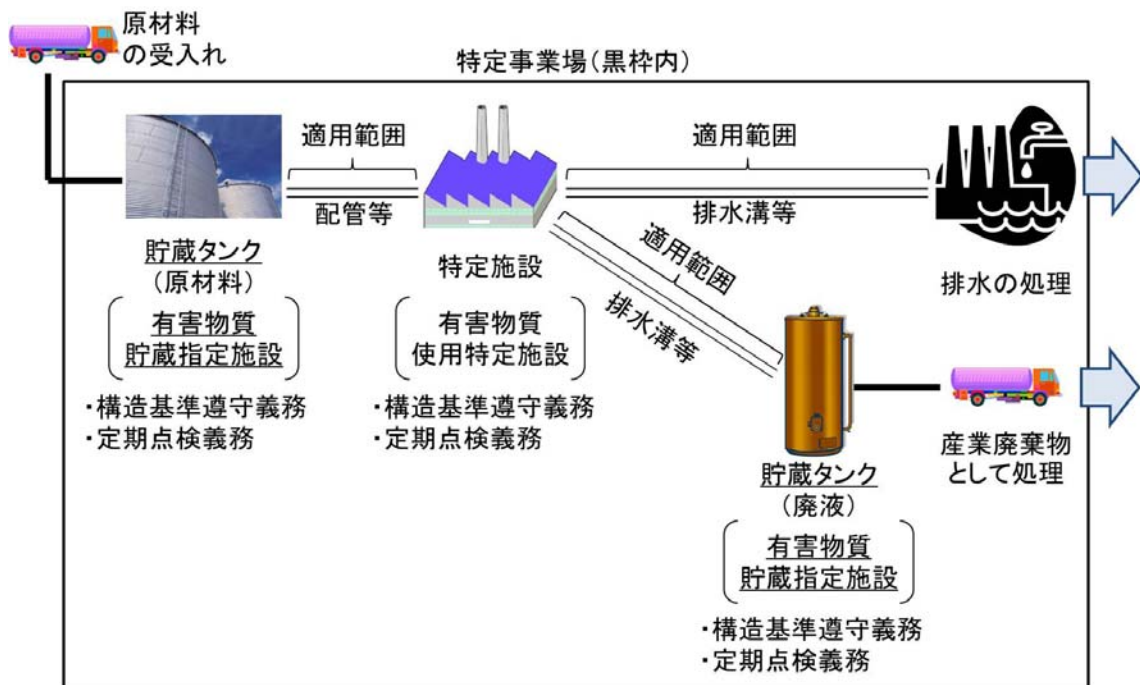 原材料
の受入れ
特定事業場(黒枠内)
適用範囲
配管等
適用範囲
排水溝等
適用範囲
排水溝等
貯蔵タンク
(原材料)
有害物質
貯蔵指定施設
・構造基準遵守義務
・定期点検義務
特定施設
有害物質
使用特定施設
・構造基準遵守義務
・定期点検義務
排水の処理
産業廃棄物
として処理
貯蔵タンク
(廃液)
有害物質
貯蔵指定施設
・構造基準遵守義務
・定期点検義務